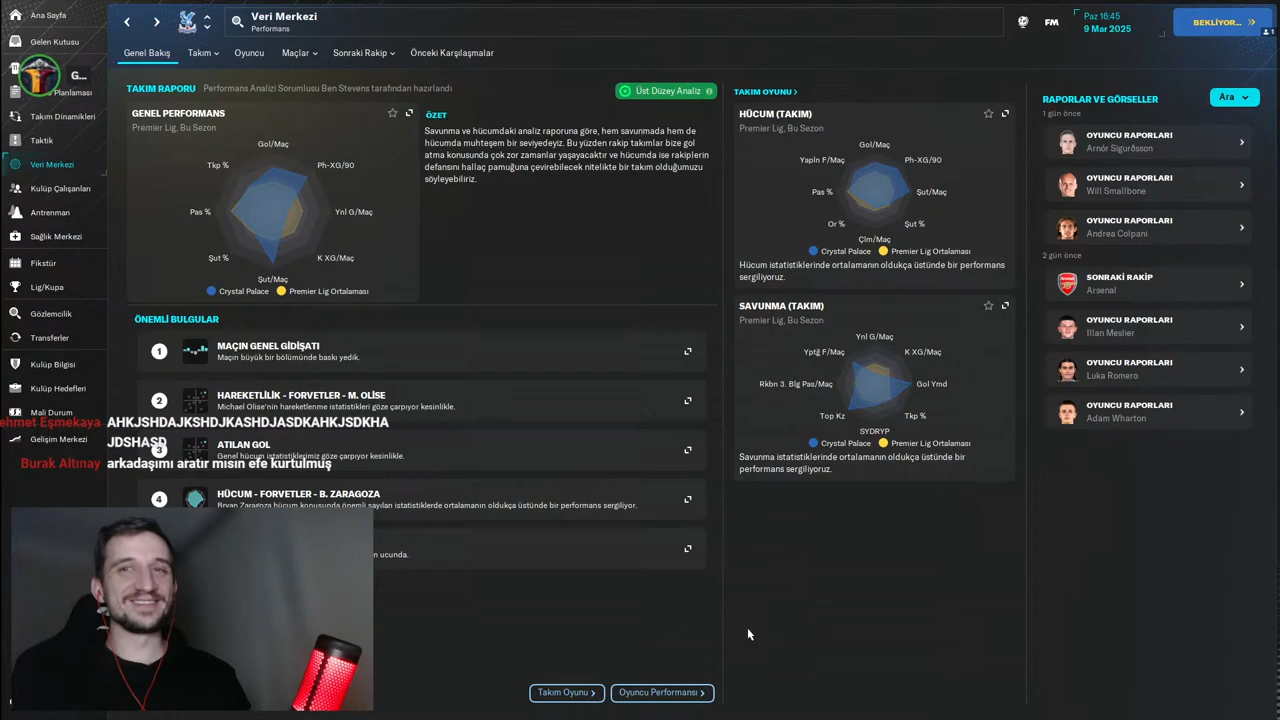 Ana Sayfa
Gelen Kutusu
G...
Planlaması
Takım Dinamikleri
Taktik
Veri Merkezi
Kulüp Çalışanları
Antrenman
Sağlık Merkezi
Fikstür
Lig/Kupa
Gözlemcilik
Transferler
Kulüp Bilgisi
Kulüp Hedefleri
Mali Durum
Gelişim Merkezi
Veri Merkezi
Performans
FM
Paz 16:45
9 Mar 2025
BEKLİYOR...
1
Genel Bakış
Takım
Oyuncu
Maçlar
Sonraki Rakip
Önceki Karşılaşmalar
TAKIM RAPORU
Performans Analizi Sorumlusu Ben Stevens tarafından hazırlandı
Üst Düzey Analiz
GENEL PERFORMANS
Premier Lig, Bu Sezon
Gol/Maç
Ph-XG/90
Ynl G/Maç
K XG/Maç
Şut/Maç
Şut %
Pas %
Tkp %
Crystal Palace
Premier Lig Ortalaması
ÖZET
Savunma ve hücumdaki analiz raporuna göre, hem savunmada hem de
hücumda muhteşem bir seviyedeyiz. Bu yüzden rakip takımlar bize gol
atma konusunda çok zor zamanlar yaşayacaktır ve hücumda ise rakiplerin
defansını hallaç pamuğuna çevirebilecek nitelikte bir takım olduğumuzu
söyleyebiliriz.
ÖNEMLİ BULGULAR
1
MAÇIN GENEL GİDİŞATI
Maçın büyük bir bölümünde baskı yedik.
2
HAREKETLİLİK - FORVETLER - M. OLİSE
Michael Olise'nin hareketlenme istatistikleri göze çarpıyor kesinlikle.
3
ATILAN GOL
Genel hücum istatistiklerimiz göze çarpıyor kesinlikle.
4
HÜCUM - FORVETLER - B. ZARAGOZA
Bryan Zaragoza hücum konusunda önemli sayılan istatistiklerde ortalamanın oldukça üstünde bir performans sergiliyor.
n ucunda.
ehmet Eşmekaya AHKJSHDAJKSHDJKASHDJASDKAHKJSDKHA
JDSHASD
Burak Altınay arkadaşımı aratır mısın efe kurtulmuş
Takım Oyunu
Oyuncu Performansı
TAKIM OYUNU
HÜCUM (TAKIM)
Premier Lig, Bu Sezon
Gol/Maç
Ph-XG/90
Şut/Maç
Şut %
Çlm/Maç
Or %
Pas %
Yapln F/Maç
Crystal Palace
Premier Lig Ortalaması
Hücum istatistiklerinde ortalamanın oldukça üstünde bir performans
sergiliyoruz.
SAVUNMA (TAKIM)
Premier Lig, Bu Sezon
Ynl G/Maç
K XG/Maç
Gol Ymd
Tkp %
SYDRYP
Top Kz
Rkbn 3. Blg Pas/Maç
Yptğ F/Maç
Crystal Palace
Premier Lig Ortalaması
Savunma istatistiklerinde ortalamanın oldukça üstünde bir
performans sergiliyoruz.
RAPORLAR VE GÖRSELLER
Ara
1 gün önce
OYUNCU RAPORLARI
Arnór Sigurðsson
OYUNCU RAPORLARI
Will Smallbone
OYUNCU RAPORLARI
Andrea Colpani
2 gün önce
SONRAKİ RAKİP
Arsenal
OYUNCU RAPORLARI
Illan Meslier
OYUNCU RAPORLARI
Luka Romero
OYUNCU RAPORLARI
Adam Wharton